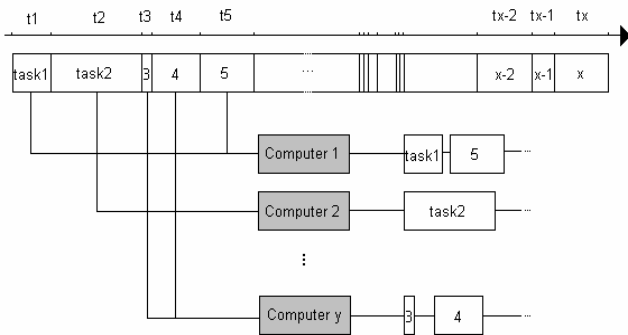 t1 t2 t3 t4 t5 tx-2 tx-1 tx
task1 task2 3 4 5 ... x-2 x-1 x
Computer 1 task1 5 ...
Computer 2 task2 ...
⋮
Computer y 3 4 ...